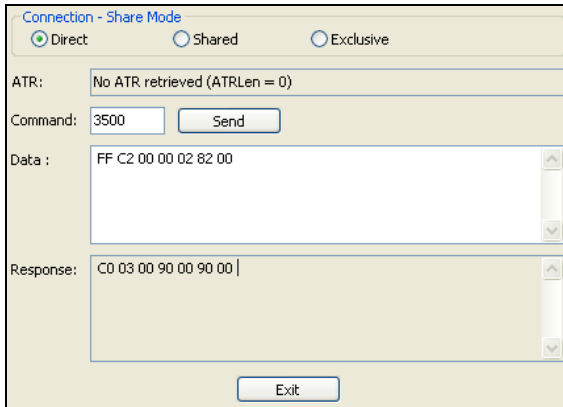 Connection - Share Mode
Direct Shared Exclusive
ATR: No ATR retrieved (ATRLen = 0)
Command: 3500 Send
Data : FF C2 00 00 02 82 00
Response: C0 03 00 90 00 90 00
Exit